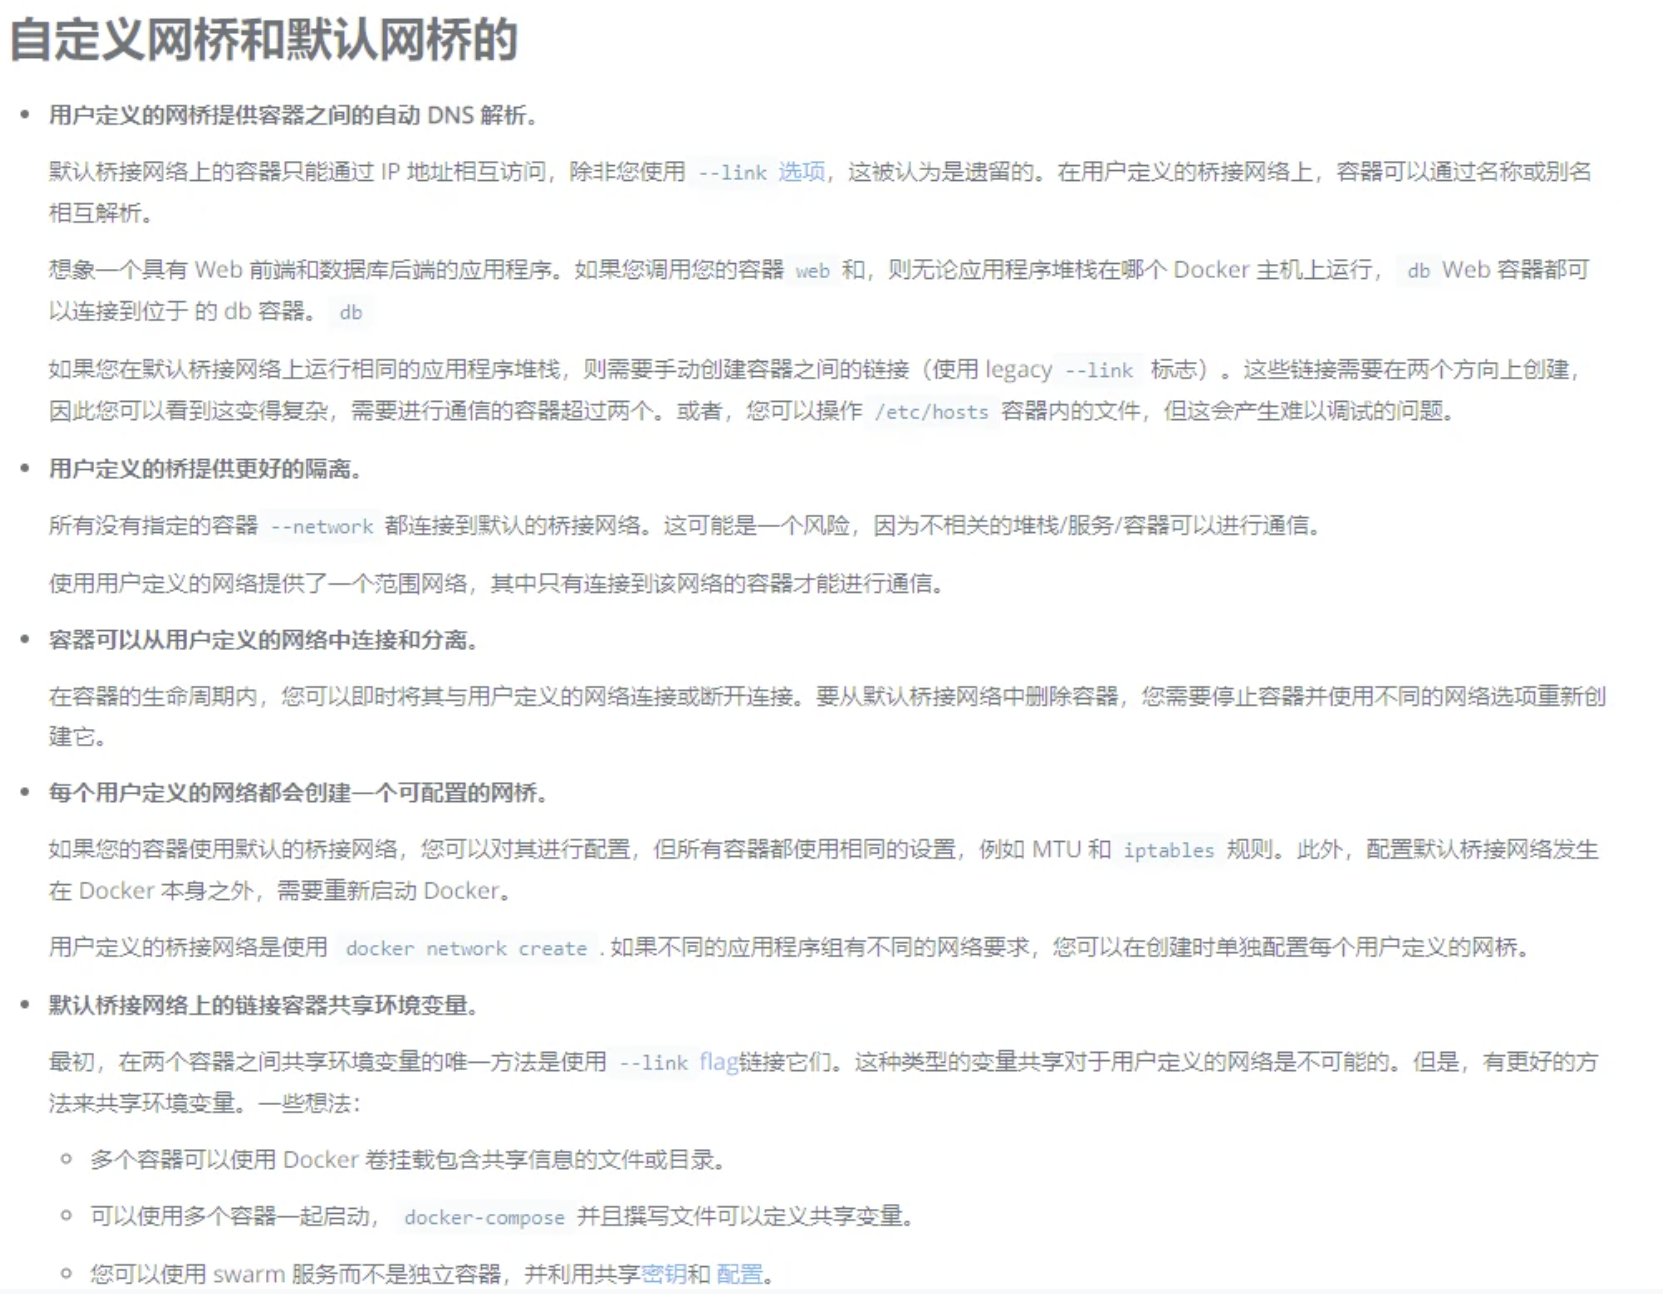 自定义网桥和默认网桥的
用户定义的网桥提供容器之间的自动 DNS 解析。
默认桥接网络上的容器只能通过 IP 地址相互访问，除非您使用 --link 选项，这被认为是遗留的。在用户定义的桥接网络上，容器可以通过名称或别名
相互解析。
想象一个具有 Web 前端和数据库后端的应用程序。如果您调用您的容器 web 和，则无论应用程序堆栈在哪个 Docker 主机上运行， db Web 容器都可
以连接到位于 的 db 容器。 db
如果您在默认桥接网络上运行相同的应用程序堆栈，则需要手动创建容器之间的链接（使用 legacy --link 标志）。这些链接需要在两个方向上创建，
因此您可以看到这变得复杂，需要进行通信的容器超过两个。或者，您可以操作 /etc/hosts 容器内的文件，但这会产生难以调试的问题。
用户定义的桥提供更好的隔离。
所有没有指定的容器 --network 都连接到默认的桥接网络。这可能是一个风险，因为不相关的堆栈/服务/容器可以进行通信。
使用用户定义的网络提供了一个范围网络，其中只有连接到该网络的容器才能进行通信。
容器可以从用户定义的网络中连接和分离。
在容器的生命周期内，您可以即时将其与用户定义的网络连接或断开连接。要从默认桥接网络中删除容器，您需要停止容器并使用不同的网络选项重新创
建它。
每个用户定义的网络都会创建一个可配置的网桥。
如果您的容器使用默认的桥接网络，您可以对其进行配置，但所有容器都使用相同的设置，例如 MTU 和 iptables 规则。此外，配置默认桥接网络发生
在 Docker 本身之外，需要重新启动 Docker。
用户定义的桥接网络是使用 docker network create . 如果不同的应用程序组有不同的网络要求，您可以在创建时单独配置每个用户定义的网桥。
默认桥接网络上的链接容器共享环境变量。
最初，在两个容器之间共享环境变量的唯一方法是使用 --link flag链接它们。这种类型的变量共享对于用户定义的网络是不可能的。但是，有更好的方
法来共享环境变量。一些想法：
多个容器可以使用 Docker 卷挂载包含共享信息的文件或目录。
可以使用多个容器一起启动， docker-compose 并且撰写文件可以定义共享变量。
您可以使用 swarm 服务而不是独立容器，并利用共享密钥和 配置。